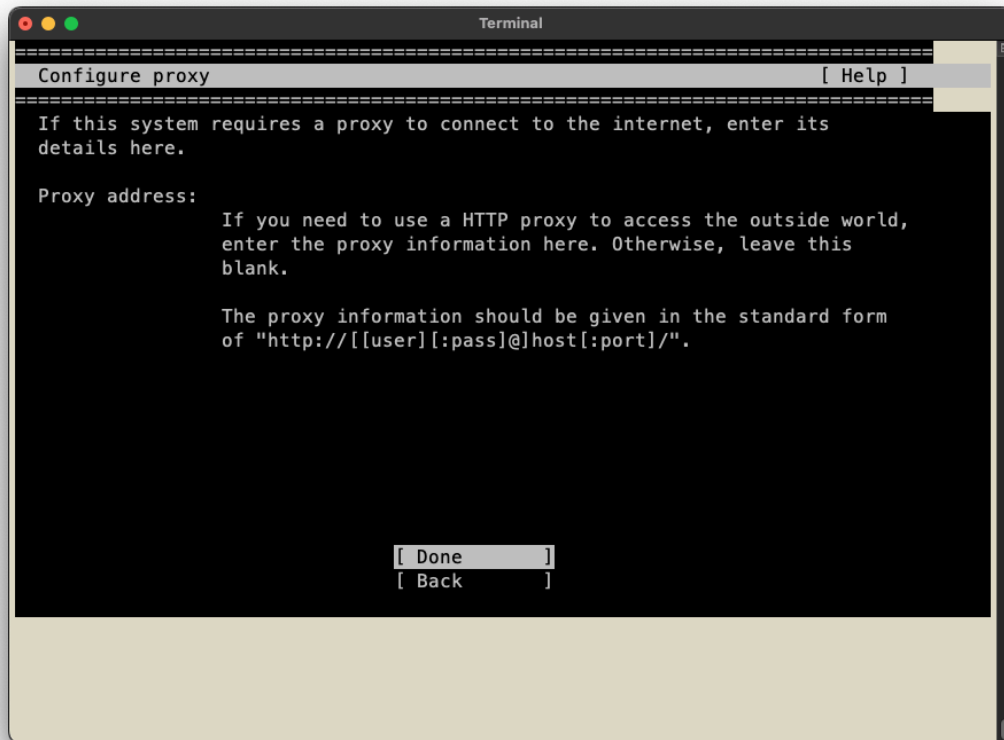 Terminal
================================================================================
Configure proxy [ Help ]
================================================================================
If this system requires a proxy to connect to the internet, enter its
details here.
Proxy address:
If you need to use a HTTP proxy to access the outside world,
enter the proxy information here. Otherwise, leave this
blank.
The proxy information should be given in the standard form
of "http://[[user][:pass]@]host[:port]/".
[ Done ]
[ Back ]